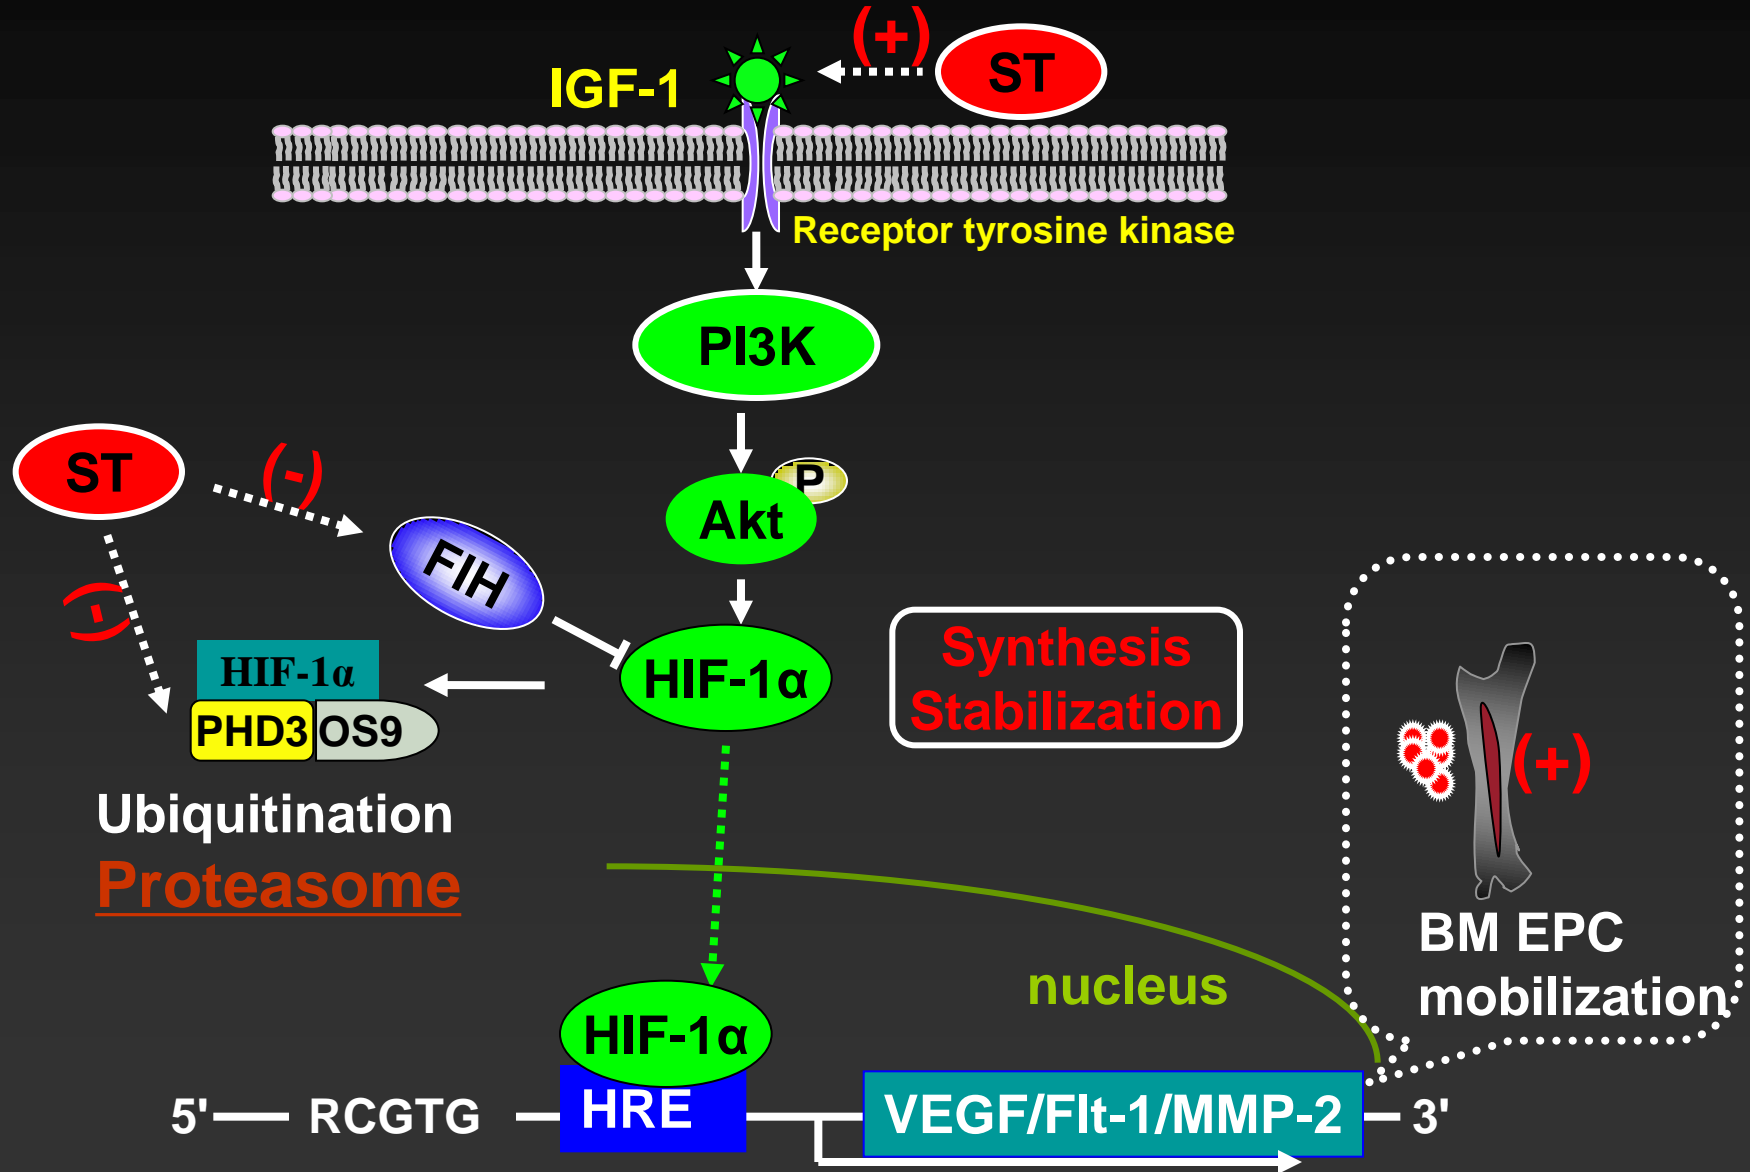 (+)
ST
IGF-1
Receptor tyrosine kinase
PI3K
ST
(-)
P
Akt
FIH
(-)
HIF-1α
HIF-1α
Synthesis
Stabilization
PHD3 OS9
(+)
Ubiquitination
Proteasome
BM EPC
mobilization
nucleus
HIF-1α
5' RCGTG HRE VEGF/Flt-1/MMP-2 3'